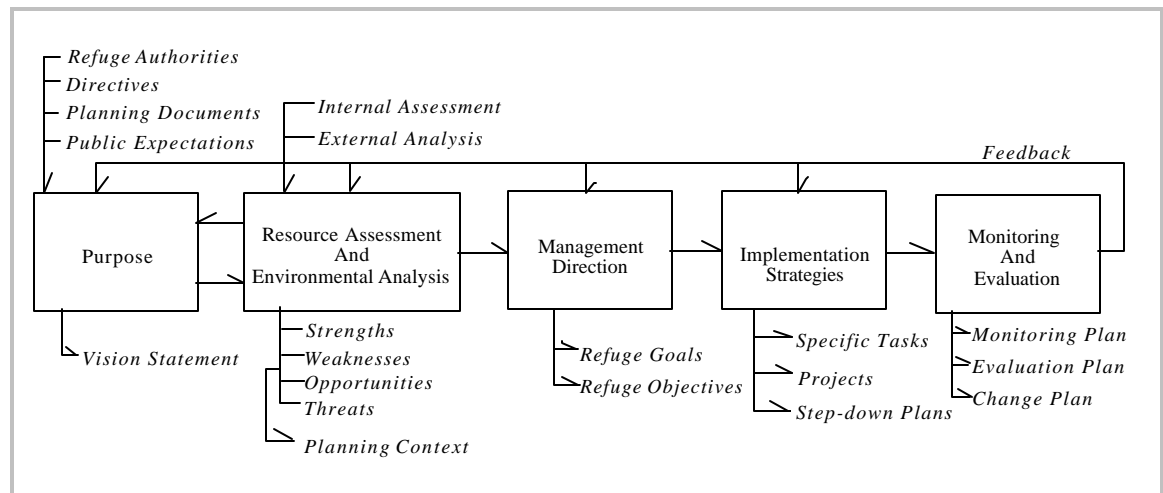 Refuge Authorities
Directives
Planning Documents
Public Expectations
Internal Assessment
External Analysis
Feedback
Purpose
Resource Assessment
And
Environmental Analysis
Management
Direction
Implementation
Strategies
Monitoring
And
Evaluation
Vision Statement
Strengths
Weaknesses
Opportunities
Threats
Planning Context
Refuge Goals
Refuge Objectives
Specific Tasks
Projects
Step-down Plans
Monitoring Plan
Evaluation Plan
Change Plan